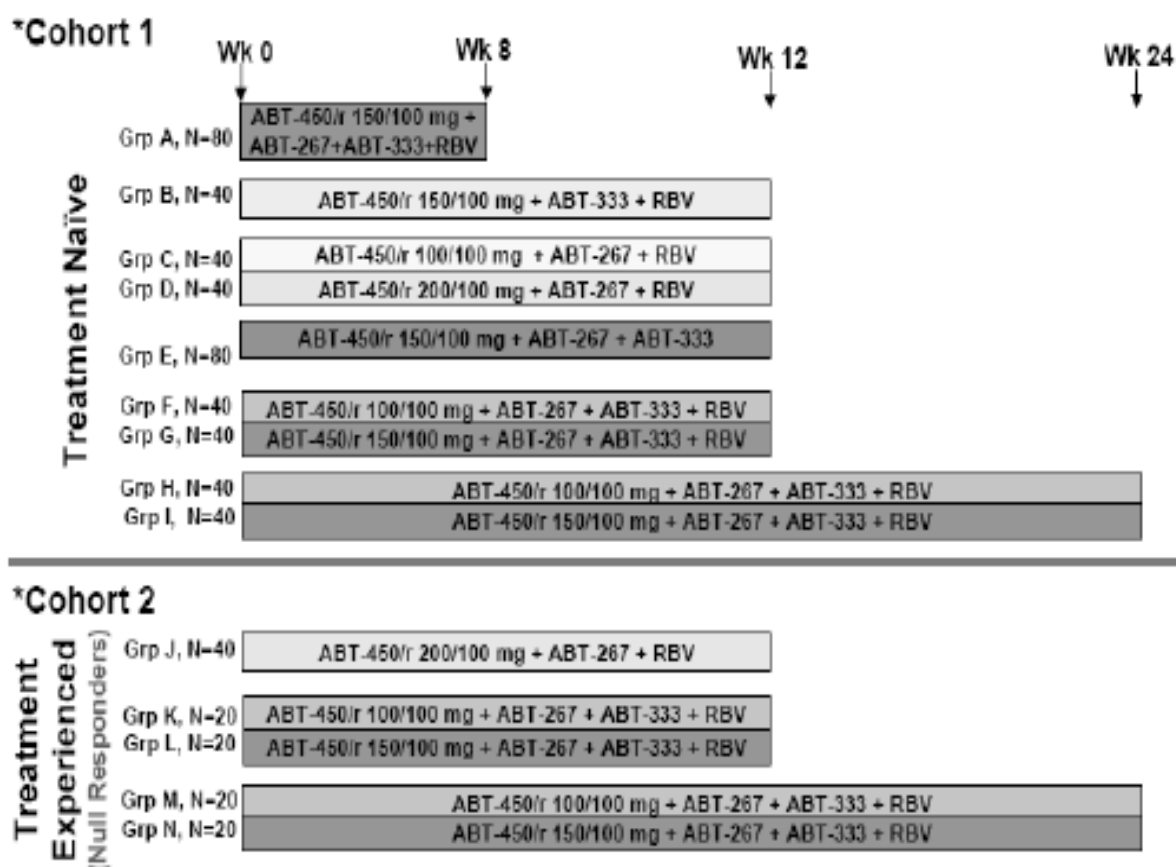 *Cohort 1
Wk 0
Wk 8
Wk 12
Wk 24
Treatment Naïve
Grp A, N=80
ABT-450/r 150/100 mg +
ABT-267+ABT-333+RBV
Grp B, N=40
ABT-450/r 150/100 mg + ABT-333 + RBV
Grp C, N=40
ABT-450/r 100/100 mg + ABT-267 + RBV
Grp D, N=40
ABT-450/r 200/100 mg + ABT-267 + RBV
Grp E, N=80
ABT-450/r 150/100 mg + ABT-267 + ABT-333
Grp F, N=40
ABT-450/r 100/100 mg + ABT-267 + ABT-333 + RBV
Grp G, N=40
ABT-450/r 150/100 mg + ABT-267 + ABT-333 + RBV
Grp H, N=40
ABT-450/r 100/100 mg + ABT-267 + ABT-333 + RBV
Grp I, N=40
ABT-450/r 150/100 mg + ABT-267 + ABT-333 + RBV
*Cohort 2
Treatment
Experienced
(Null Responders)
Grp J, N=40
ABT-450/r 200/100 mg + ABT-267 + RBV
Grp K, N=20
ABT-450/r 100/100 mg + ABT-267 + ABT-333 + RBV
Grp L, N=20
ABT-450/r 150/100 mg + ABT-267 + ABT-333 + RBV
Grp M, N=20
ABT-450/r 100/100 mg + ABT-267 + ABT-333 + RBV
Grp N, N=20
ABT-450/r 150/100 mg + ABT-267 + ABT-333 + RBV